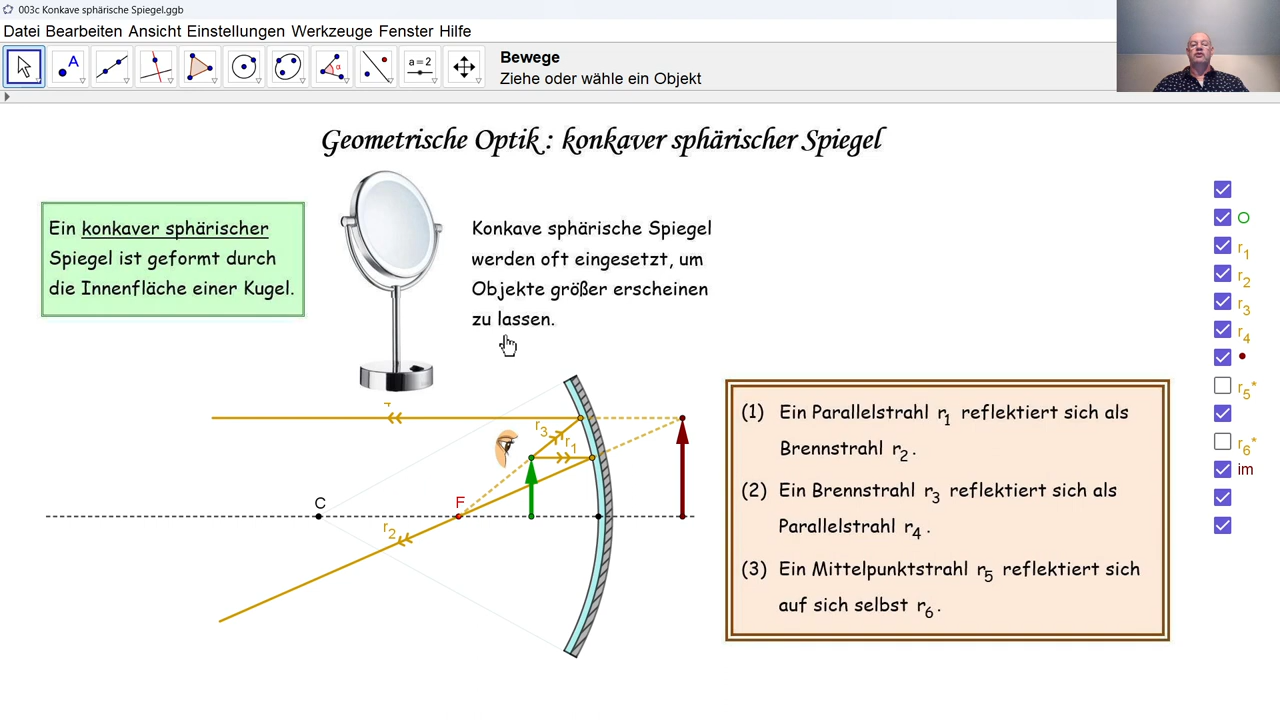 003c Konkave sphärische Spiegel.ggb
Datei Bearbeiten Ansicht Einstellungen Werkzeuge Fenster Hilfe
A
α
a=2
Bewege
Ziehe oder wähle ein Objekt
Geometrische Optik : konkaver sphärischer Spiegel
Ein konkaver sphärischer
Spiegel ist geformt durch
die Innenfläche einer Kugel.
Konkave sphärische Spiegel
werden oft eingesetzt, um
Objekte größer erscheinen
zu lassen.
r3
r1
C
F
r2
(1) Ein Parallelstrahl r1 reflektiert sich als
Brennstrahl r2.
(2) Ein Brennstrahl r3 reflektiert sich als
Parallelstrahl r4.
(3) Ein Mittelpunktstrahl r5 reflektiert sich
auf sich selbst r6.
r1
r2
r3
r4
r5*
r6*
im